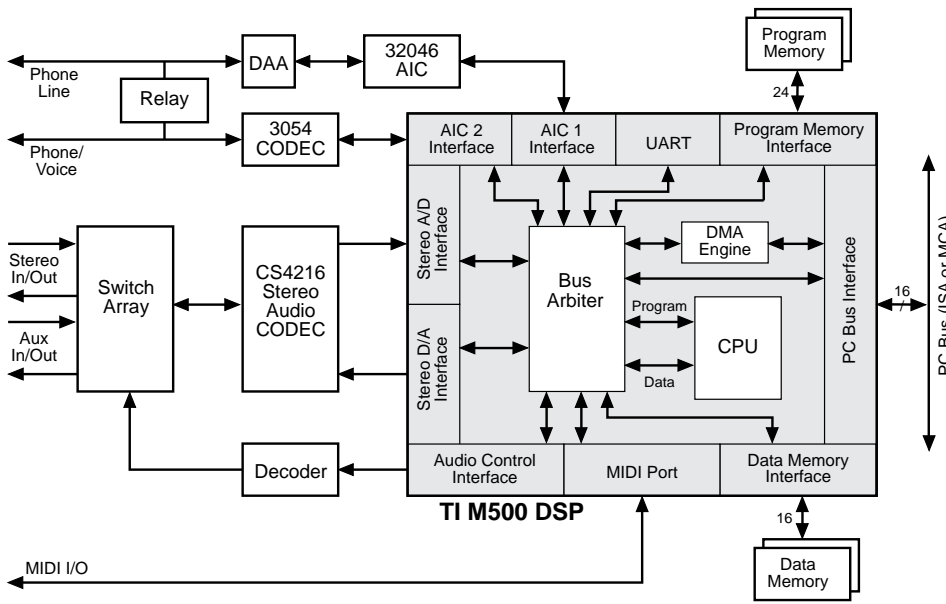 Program
Memory
24
Phone
Line
DAA
32046
AIC
Relay
Phone/
Voice
3054
CODEC
AIC 2
Interface
AIC 1
Interface
UART
Program Memory
Interface
Stereo A/D
Interface
DMA
Engine
Bus
Arbiter
PC Bus Interface
16
PC Bus (ISA or MCA)
Stereo
In/Out
Aux
In/Out
Switch
Array
CS4216
Stereo
Audio
CODEC
Program
CPU
Data
Stereo D/A
Interface
Decoder
Audio Control
Interface
MIDI Port
Data Memory
Interface
TI M500 DSP
16
MIDI I/O
Data
Memory